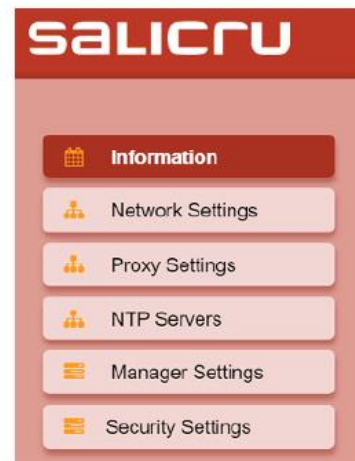 salicru
Information
Network Settings
Proxy Settings
NTP Servers
Manager Settings
Security Settings